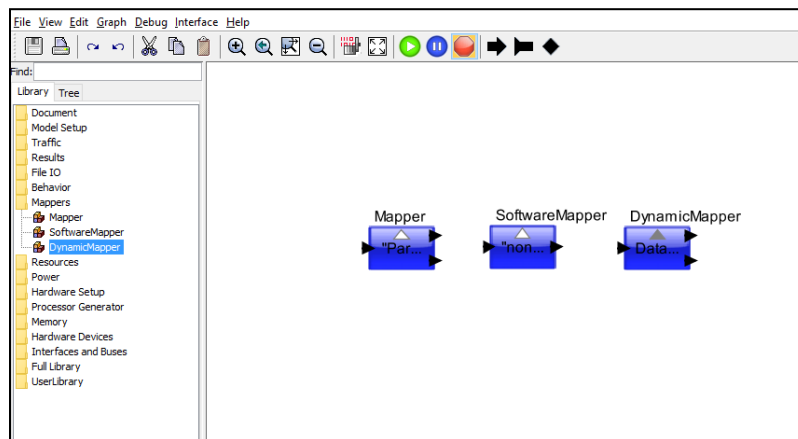 File View Edit Graph Debug Interface Help
Find:
Library Tree
Document
Model Setup
Traffic
Results
File IO
Behavior
Mappers
Mapper
SoftwareMapper
DynamicMapper
Resources
Power
Hardware Setup
Processor Generator
Memory
Hardware Devices
Interfaces and Buses
Full Library
UserLibrary
Mapper SoftwareMapper DynamicMapper
"Par... "non... Data...